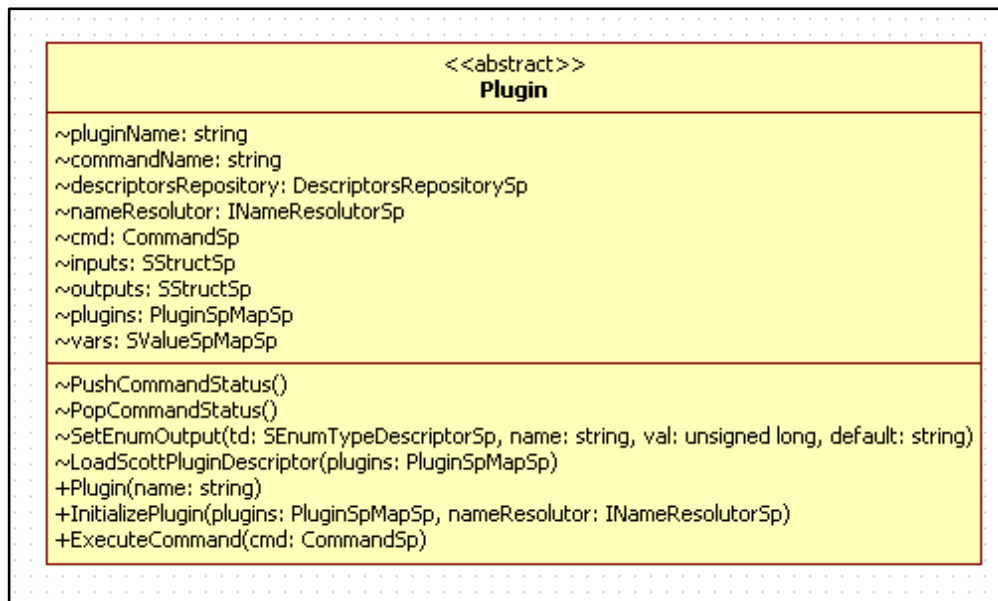 <<abstract>>
Plugin
~pluginName: string
~commandName: string
~descriptorsRepository: DescriptorsRepositorySp
~nameResolutor: INameResolutorSp
~cmd: CommandSp
~inputs: SStructSp
~outputs: SStructSp
~plugins: PluginSpMapSp
~vars: SValueSpMapSp
~PushCommandStatus()
~PopCommandStatus()
~SetEnumOutput(td: SEnumTypeDescriptorSp, name: string, val: unsigned long, default: string)
~LoadScottPluginDescriptor(plugins: PluginSpMapSp)
+Plugin(name: string)
+InitializePlugin(plugins: PluginSpMapSp, nameResolutor: INameResolutorSp)
+ExecuteCommand(cmd: CommandSp)